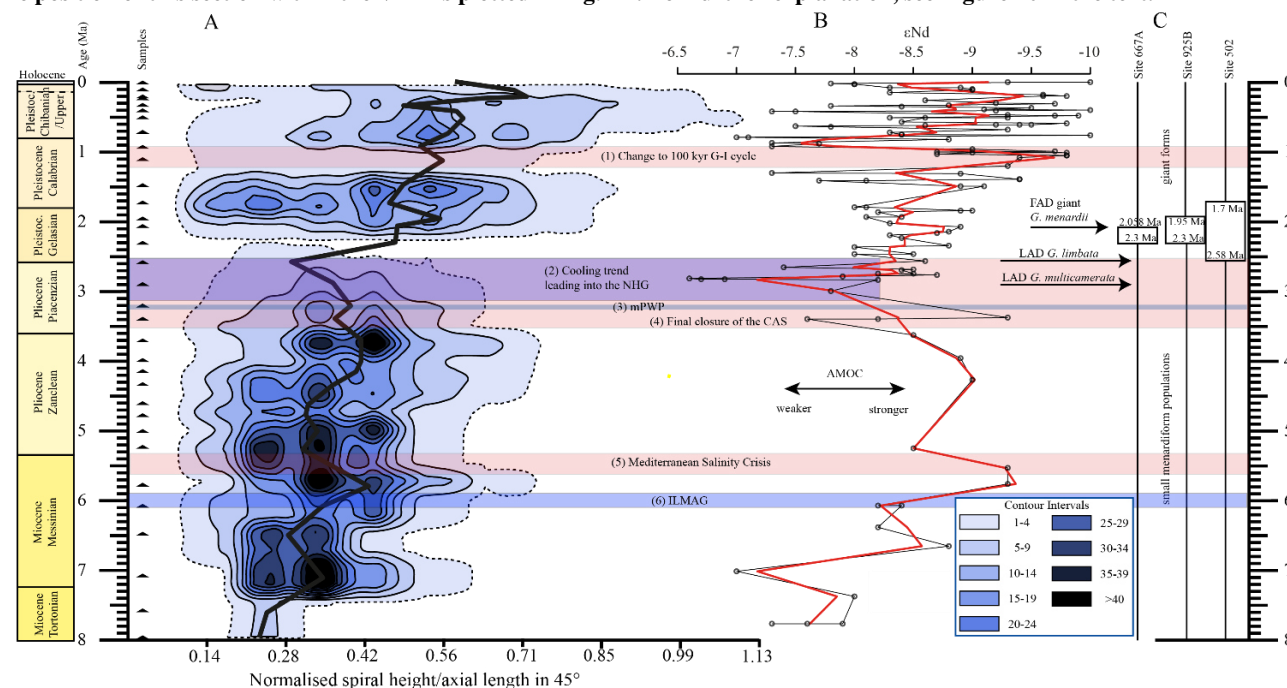 A
B
C
Age (Ma)
Samples
εNd
-6.5 -7 -7.5 -8 -8.5 -9 -9.5 -10
Site 667A
Site 925B
Site 502
Holocene
Pleistoc. Chibanian /Upper
Pleistocene Calabrian
Pleistoc. Gelasian
Pliocene Piacenzian
Pliocene Zanclean
Miocene Messinian
Miocene Tortonian
0
1
2
3
4
5
6
7
8
(1) Change to 100 kyr G-I cycle
(2) Cooling trend
leading into the NHG
(3) mPWP
(4) Final closure of the CAS
AMOC
weaker stronger
(5) Mediterranean Salinity Crisis
(6) ILMAG
giant forms
FAD giant
G. menardii
LAD G. limbata
LAD G. multicamerata
2.058 Ma
2.3 Ma
1.95 Ma
2.3 Ma
1.7 Ma
2.58 Ma
small menardiform populations
Contour Intervals
1-4 25-29
5-9 30-34
10-14 35-39
15-19 >40
20-24
0
2
3
4
5
6
7
0.14 0.28 0.42 0.56 0.71 0.85 0.99 1.13
Normalised spiral height/axial length in 45°